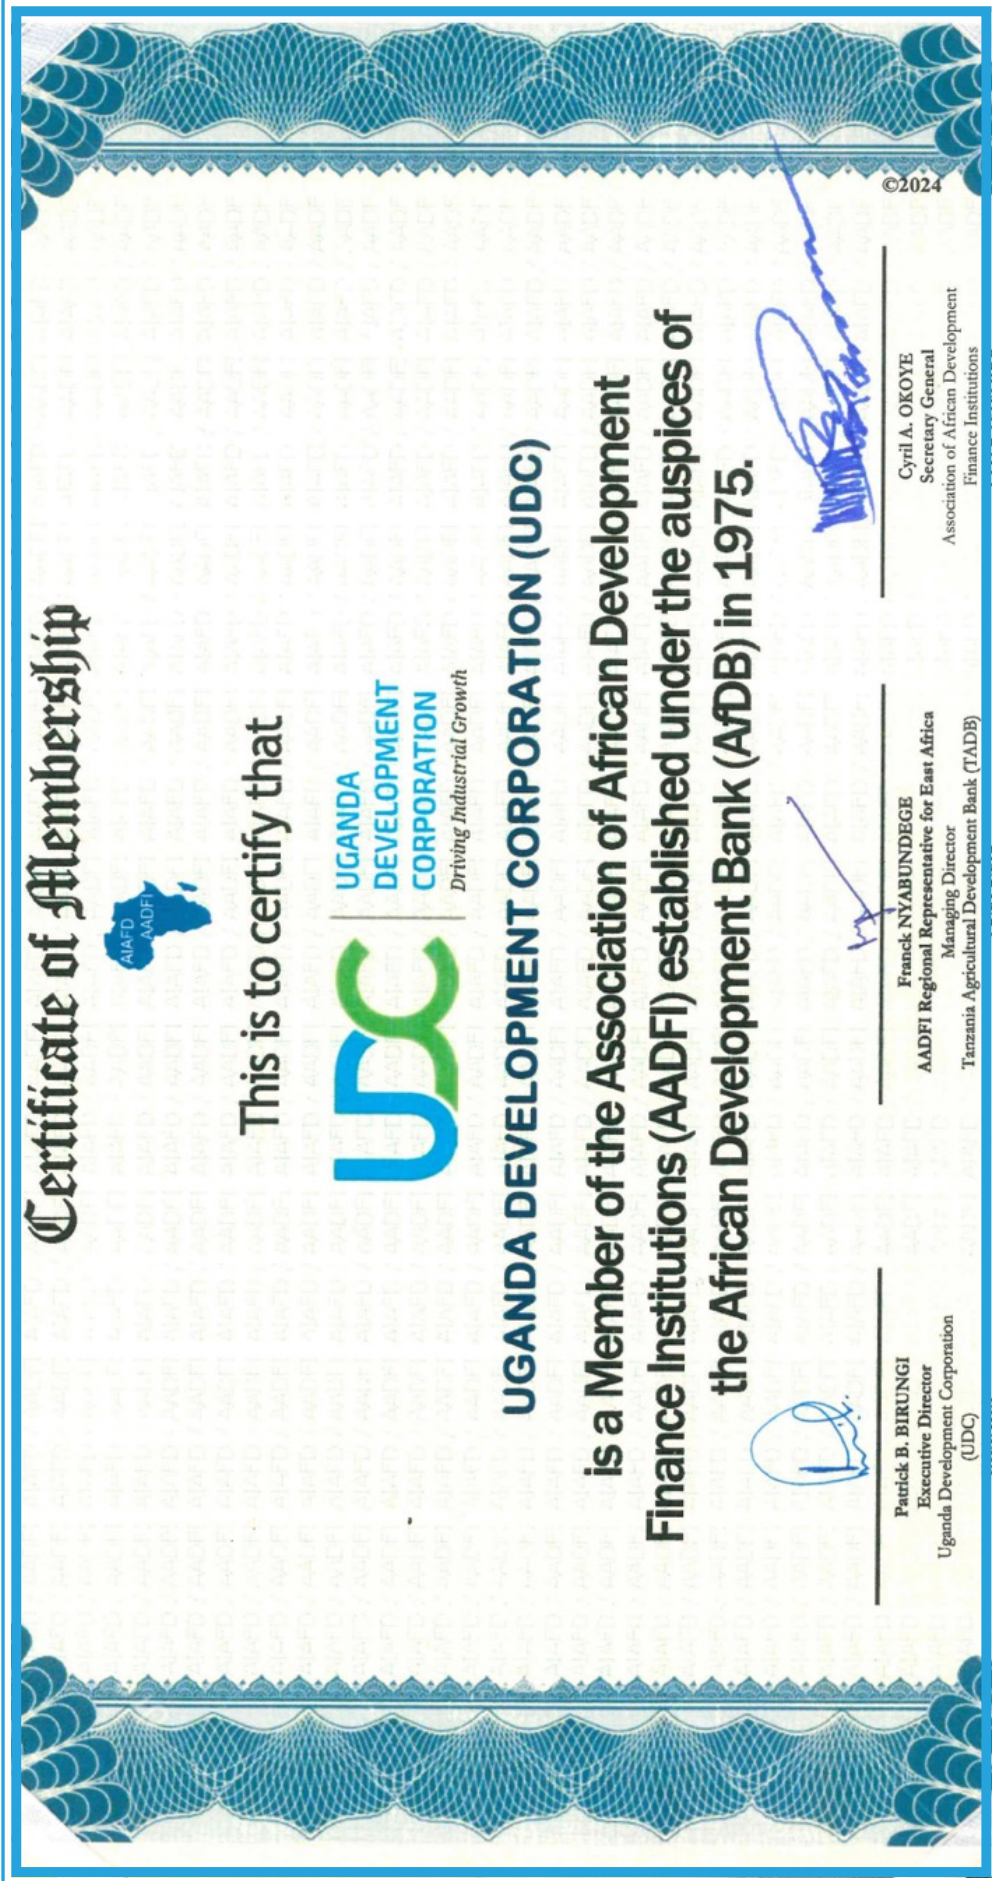 Certificate of Membership
AIAFD
AADFI
This is to certify that
UDC
UGANDA
DEVELOPMENT
CORPORATION
Driving Industrial Growth
UGANDA DEVELOPMENT CORPORATION (UDC)
is a Member of the Association of African Development
Finance Institutions (AADFI) established under the auspices of
the African Development Bank (AfDB) in 1975.
Patrick B. BIRUNGI
Executive Director
Uganda Development Corporation
(UDC)
Franck NYABUNDEGE
AADFI Regional Representative for East Africa
Managing Director
Tanzania Agricultural Development Bank (TADB)
Cyril A. OKOYE
Secretary General
Association of African Development
Finance Institutions
©2024